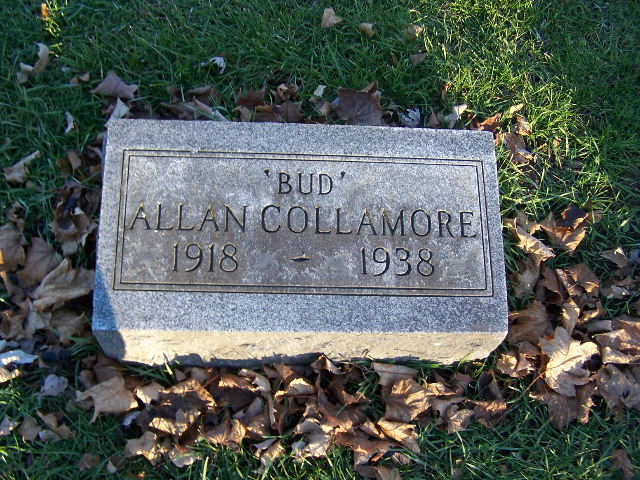 'BUD'
ALLAN COLLAMORE
1918 - 1938